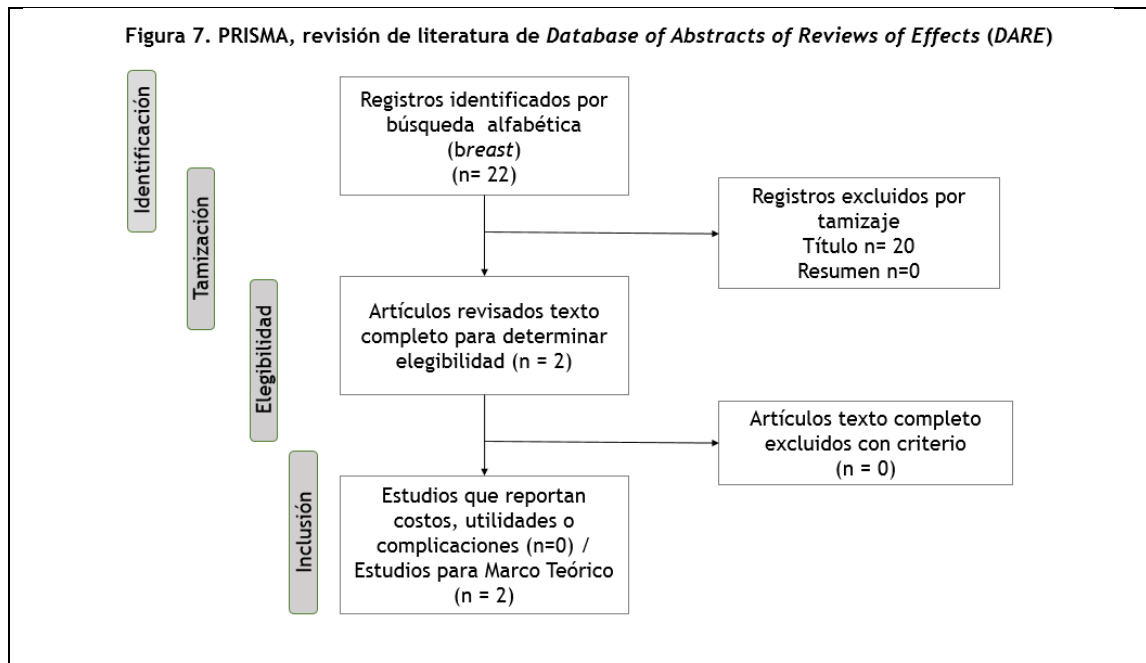 Figura 7. PRISMA, revisión de literatura de Database of Abstracts of Reviews of Effects (DARE)
Identificación
Registros identificados por
búsqueda alfabética
(breast)
(n= 22)
Tamización
Registros excluidos por
tamizaje
Título n= 20
Resumen n=0
Elegibilidad
Artículos revisados texto
completo para determinar
elegibilidad (n = 2)
Artículos texto completo
excluidos con criterio
(n = 0)
Inclusión
Estudios que reportan
costos, utilidades o
complicaciones (n=0) /
Estudios para Marco Teórico
(n = 2)